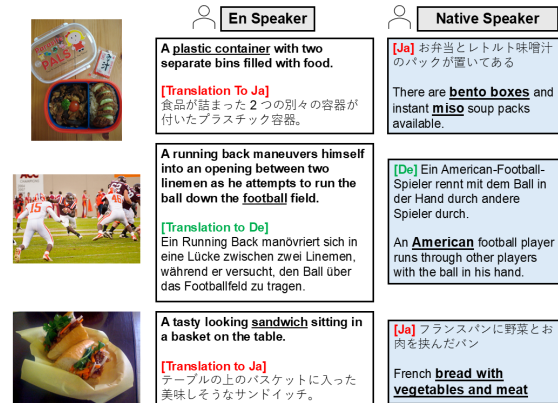 En Speaker
Native Speaker
A plastic container with two
separate bins filled with food.
[Translation To Ja]
食品が詰まった２つの別々の容器が
付いたプラスチック容器。
[Ja] お弁当とレトルト味噌汁
のパックが置いてある
There are bento boxes and
instant miso soup packs
available.
PALS
A running back maneuvers himself
into an opening between two
linemen as he attempts to run the
ball down the football field.
[Translation to De]
Ein Running Back manövriert sich in
eine Lücke zwischen zwei Linemen,
während er versucht, den Ball über
das Footballfeld zu tragen.
[De] Ein American-Football-
Spieler rennt mit dem Ball in
der Hand durch andere
Spieler durch.
An American football player
runs through other players
with the ball in his hand.
15
46
A tasty looking sandwich sitting in
a basket on the table.
[Translation to Ja]
テーブルの上のバスケットに入った
美味しそうなサンドイッチ。
[Ja] フランスパンに野菜とお
肉を挟んだパン
French bread with
vegetables and meat